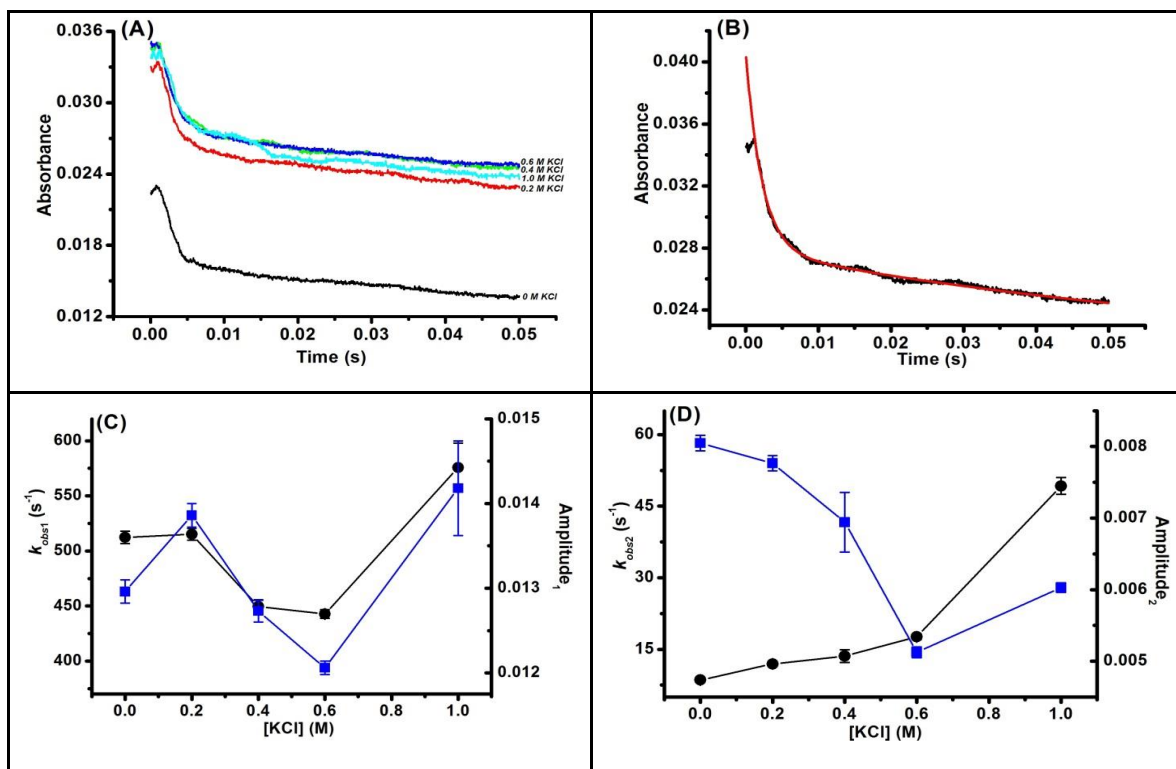 (A)
Absorbance
0.036
0.030
0.024
0.018
0.012
0.6 M KCl
0.4 M KCl
1.0 M KCl
0.2 M KCl
0 M KCl
0.00 0.01 0.02 0.03 0.04 0.05
Time (s)
(B)
Absorbance
0.040
0.036
0.032
0.028
0.024
0.00 0.01 0.02 0.03 0.04 0.05
Time (s)
(C)
kobs1 (s-1)
600
550
500
450
400
0.015
0.014
0.013
0.012
Amplitude1
0.0 0.2 0.4 0.6 0.8 1.0
[KCl] (M)
(D)
kobs2 (s-1)
60
45
30
15
0.008
0.007
0.006
0.005
Amplitude2
0.0 0.2 0.4 0.6 0.8 1.0
[KCl] (M)